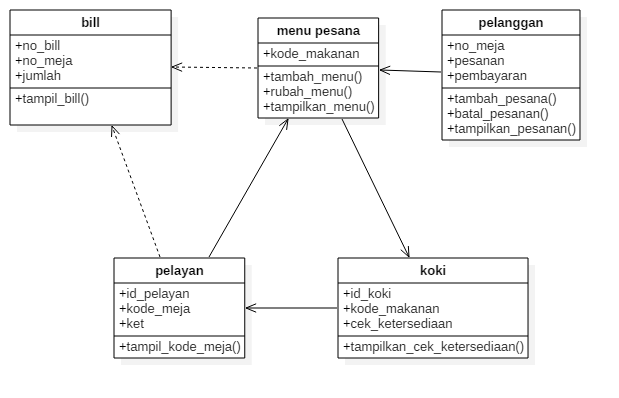 bill
+no_bill
+no_meja
+jumlah
+tampil_bill()
menu pesana
+kode_makanan
+tambah_menu()
+rubah_menu()
+tampilkan_menu()
pelanggan
+no_meja
+pesanan
+pembayaran
+tambah_pesana()
+batal_pesanan()
+tampilkan_pesanan()
pelayan
+id_pelayan
+kode_meja
+ket
+tampil_kode_meja()
koki
+id_koki
+kode_makanan
+cek_ketersediaan
+tampilkan_cek_ketersediaan()